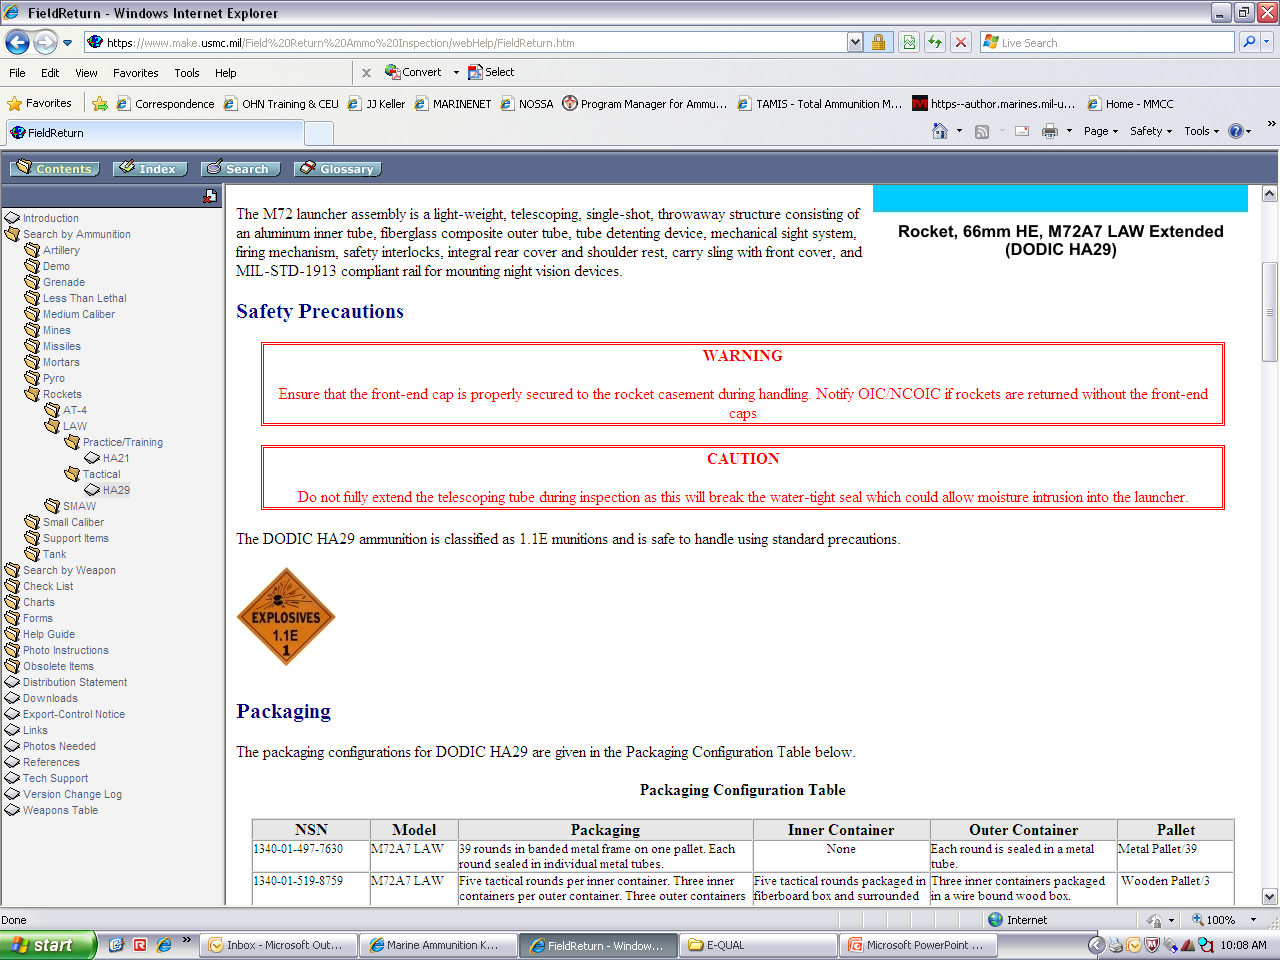 FieldReturn - Windows Internet Explorer
https://www.make.usmc.mil/Field%20Return%20Ammo%20Inspection/webHelp/FieldReturn.htm
Live Search
File Edit View Favorites Tools Help
x Convert Select
Favorites Correspondence OHN Training & CEU JJ Keller MARINENET NOSSA Program Manager for Ammu... TAMIS - Total Ammunition M... https--author.marines.mil-u... Home - MMCC
FieldReturn
Page Safety Tools
Contents Index Search Glossary
Introduction
Search by Ammunition
Artillery
Demo
Grenade
Less Than Lethal
Medium Caliber
Mines
Missiles
Mortars
Pyro
Rockets
AT-4
LAW
Practice/Training
HA21
Tactical
HA29
SMAW
Small Caliber
Support Items
Tank
Search by Weapon
Check List
Charts
Forms
Help Guide
Photo Instructions
Obsolete Items
Distribution Statement
Downloads
Export-Control Notice
Links
Photos Needed
References
Tech Support
Version Change Log
Weapons Table
The M72 launcher assembly is a light-weight, telescoping, single-shot, throwaway structure consisting of
an aluminum inner tube, fiberglass composite outer tube, tube detenting device, mechanical sight system,
firing mechanism, safety interlocks, integral rear cover and shoulder rest, carry sling with front cover, and
MIL-STD-1913 compliant rail for mounting night vision devices.
Rocket, 66mm HE, M72A7 LAW Extended
(DODIC HA29)
Safety Precautions
WARNING
Ensure that the front-end cap is properly secured to the rocket casement during handling. Notify OIC/NCOIC if rockets are returned without the front-end
caps
CAUTION
Do not fully extend the telescoping tube during inspection as this will break the water-tight seal which could allow moisture intrusion into the launcher.
The DODIC HA29 ammunition is classified as 1.1E munitions and is safe to handle using standard precautions.
EXPLOSIVES
1.1E
1
Packaging
The packaging configurations for DODIC HA29 are given in the Packaging Configuration Table below.
Packaging Configuration Table
NSN Model Packaging Inner Container Outer Container Pallet
1340-01-497-7630 M72A7 LAW 39 rounds in banded metal frame on one pallet. Each None Each round is sealed in a metal Metal Pallet/39
round sealed in individual metal tubes. tube.
1340-01-519-8759 M72A7 LAW Five tactical rounds per inner container. Three inner Five tactical rounds packaged in Three inner containers packaged Wooden Pallet/3
containers per outer container. Three outer containers fiberboard box and surrounded in a wire bound wood box.
Done Internet 100%
start Inbox - Microsoft Out... Marine Ammunition K... FieldReturn - Window... E-QUAL Microsoft PowerPoint ... 10:08 AM